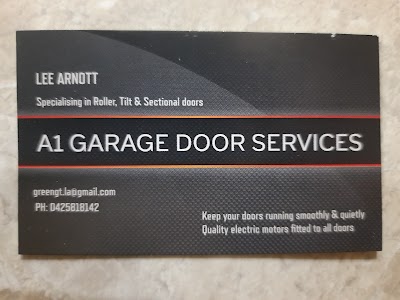 LEE ARNOTT
Specialising in Roller, Tilt & Sectional doors
A1 GARAGE DOOR SERVICES
greengt.la@gmail.com
PH: 0425818142
Keep your doors running smoothly & quietly
Quality electric motors fitted to all doors